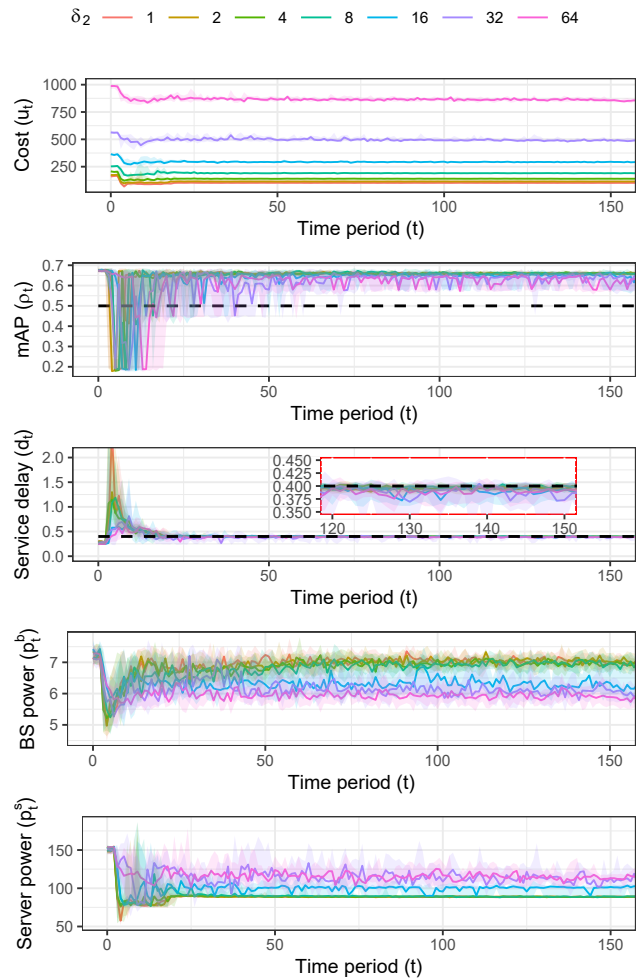 δ2 1 2 4 8 16 32 64
Cost (ut)
1000
750
500
250
0 50 100 150
Time period (t)
mAP (ρt)
0.7
0.6
0.5
0.4
0.3
0.2
0 50 100 150
Time period (t)
Service delay (dt)
2.0
1.5
1.0
0.5
0.0
0.450
0.425
0.400
0.375
0.350
120 130 140 150
0 50 100 150
Time period (t)
BS power (p_t^b)
7
6
5
0 50 100 150
Time period (t)
Server power (p_t^s)
150
100
50
0 50 100 150
Time period (t)